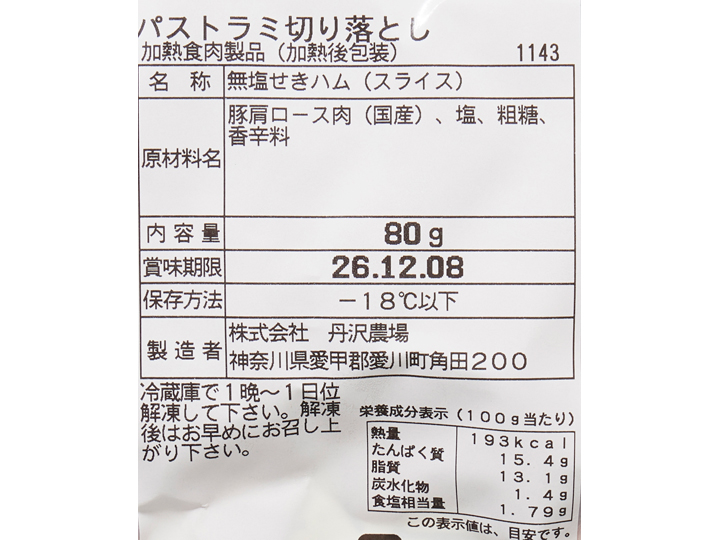 パストラミ切り落とし
加熱食肉製品（加熱後包装） 1143
名 称 無塩せきハム（スライス）
原材料名 豚肩ロース肉（国産）、塩、粗糖、
香辛料
内容量 80g
賞味期限 26.12.08
保存方法 －18℃以下
製造者 株式会社 丹沢農場
神奈川県愛甲郡愛川町角田200
冷蔵庫で1晩～1日位
解凍して下さい。解凍
後はお早めにお召し上
がり下さい。
栄養成分表示（100g当たり）
熱量 193kcal
たんぱく質 15.4g
脂質 13.1g
炭水化物 1.4g
食塩相当量 1.79g
この表示値は、目安です。